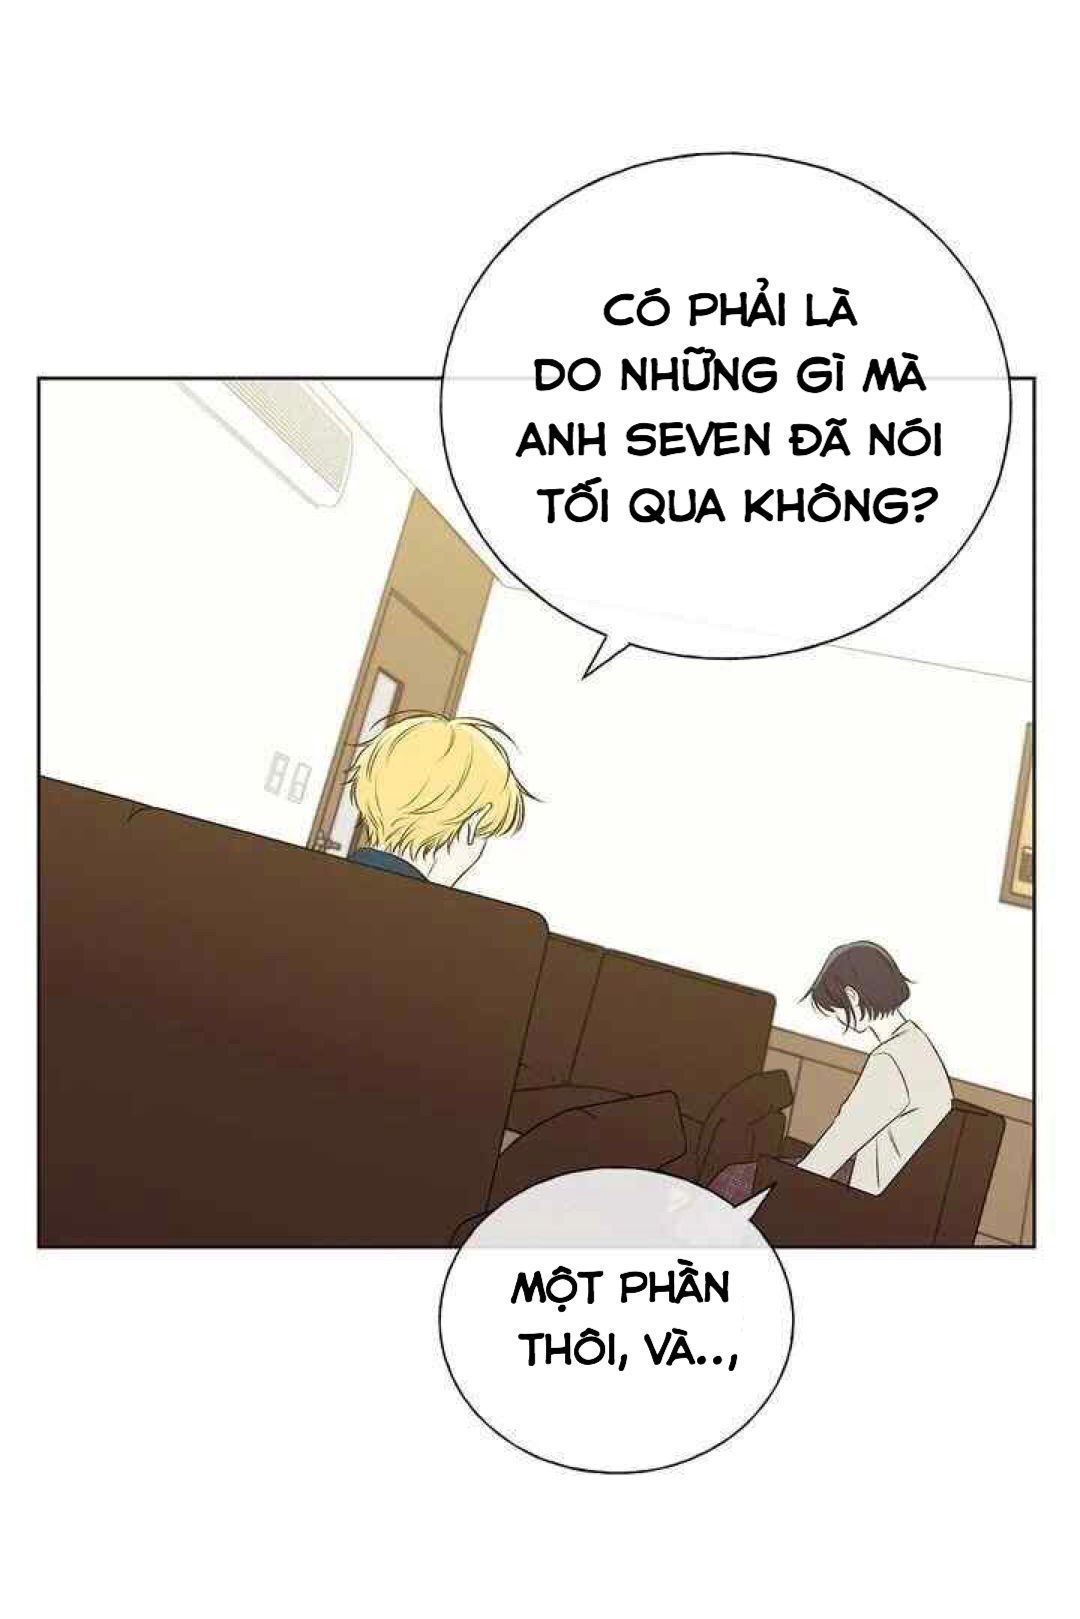 CÓ PHẢI LÀ
DO NHỮNG GÌ MÀ
ANH SEVEN ĐÃ NÓI
TỐI QUA KHÔNG?
MỘT PHẦN
THÔI, VÀ..,